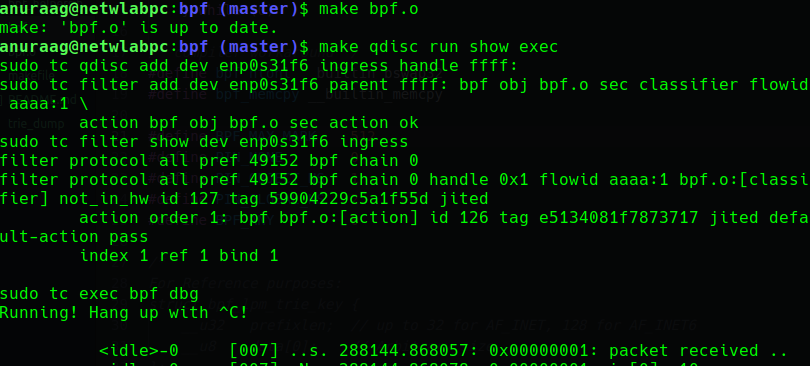 anuraag@netwlabpc:bpf (master)$ make bpf.o
make: 'bpf.o' is up to date.
anuraag@netwlabpc:bpf (master)$ make qdisc run show exec
sudo tc qdisc add dev enp0s31f6 ingress handle ffff:
sudo tc filter add dev enp0s31f6 parent ffff: bpf obj bpf.o sec classifier flowid
 aaaa:1 \
        action bpf obj bpf.o sec action ok
sudo tc filter show dev enp0s31f6 ingress
filter protocol all pref 49152 bpf chain 0
filter protocol all pref 49152 bpf chain 0 handle 0x1 flowid aaaa:1 bpf.o:[classi
fier] not_in_hw id 127 tag 59904229c5a1f55d jited
        action order 1: bpf bpf.o:[action] id 126 tag e5134081f7873717 jited defa
ult-action pass
        index 1 ref 1 bind 1
sudo tc exec bpf dbg
Running! Hang up with ^C!
          <idle>-0     [007] ..s. 288144.868057: 0x00000001: packet received ..